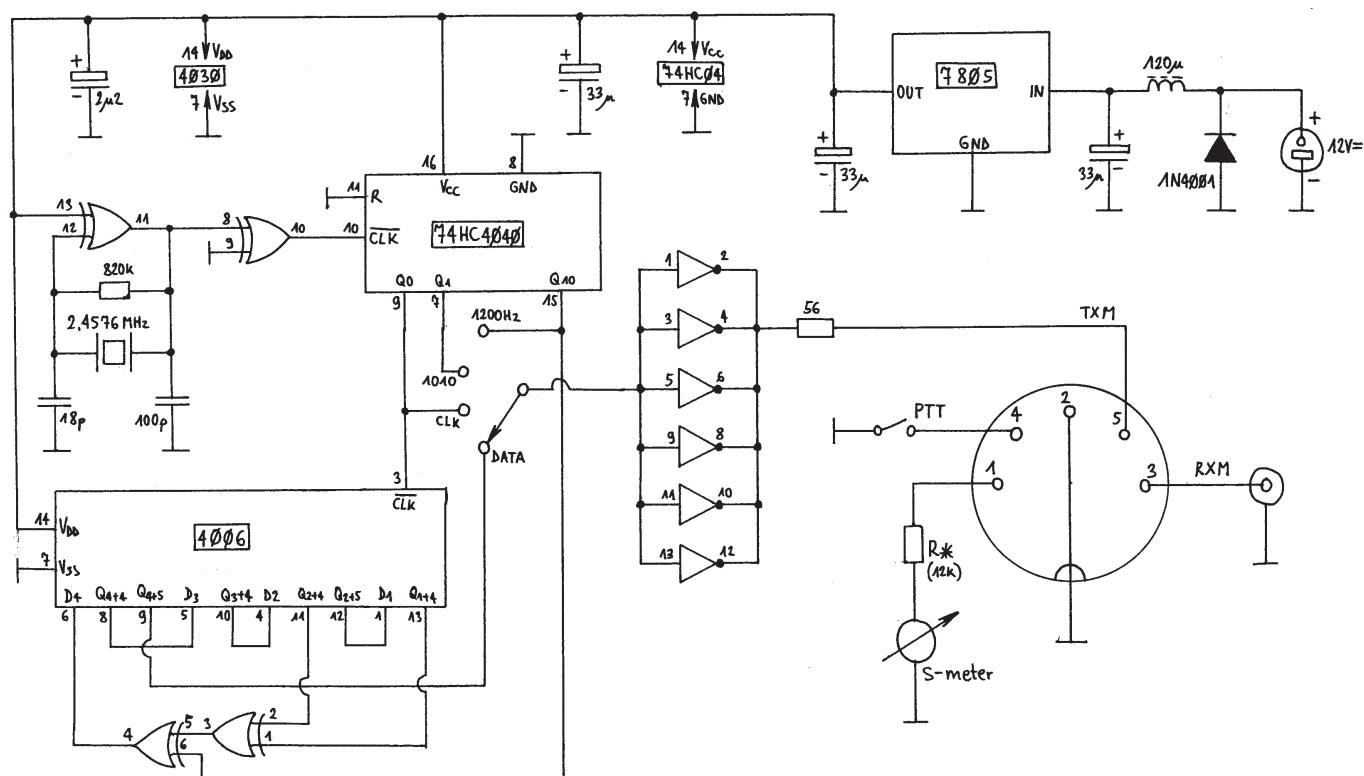 +
-
2µ2
14 VDD
4030
7 VSS
+
-
33µ
14 VCC
74HC04
7 GND
7805
OUT
IN
GND
+
-
33µ
+
-
33µ
120µ
1N4001
+
-
12V=
13
12
11
820k
2,4576 MHz
18p
100p
8
9
10
16
8
11 R
VCC
GND
10 CLK
74HC4040
Q0
Q1
Q10
9
7
15
1200Hz
1010
CLK
DATA
1
2
3
4
5
6
9
8
11
10
13
12
56
TXM
PTT
4
2
5
1
3
RXM
R*
(12k)
S-meter
3
CLK
14 VDD
4006
7 VSS
D4
Q4+4
Q4+5
D3
Q3+4
D2
Q2+4
Q2+5
D1
Q1+4
6
8
9
5
10
4
11
12
1
13
4
5
6
3
2
1